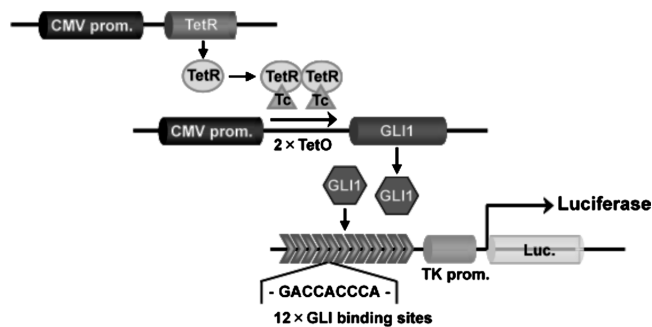 CMV prom.
TetR
TetR
TetR
TetR
Tc
Tc
CMV prom.
2 × TetO
GLI1
GLI1
GLI1
Luciferase
TK prom.
Luc.
- GACCACCCA -
12 × GLI binding sites